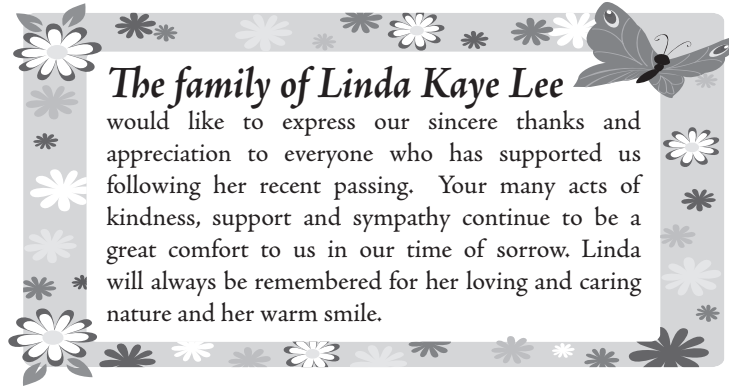 The family of Linda Kaye Lee
would like to express our sincere thanks and
appreciation to everyone who has supported us
following her recent passing.  Your many acts of
kindness, support and sympathy continue to be a
great comfort to us in our time of sorrow. Linda
will always be remembered for her loving and caring
nature and her warm smile.